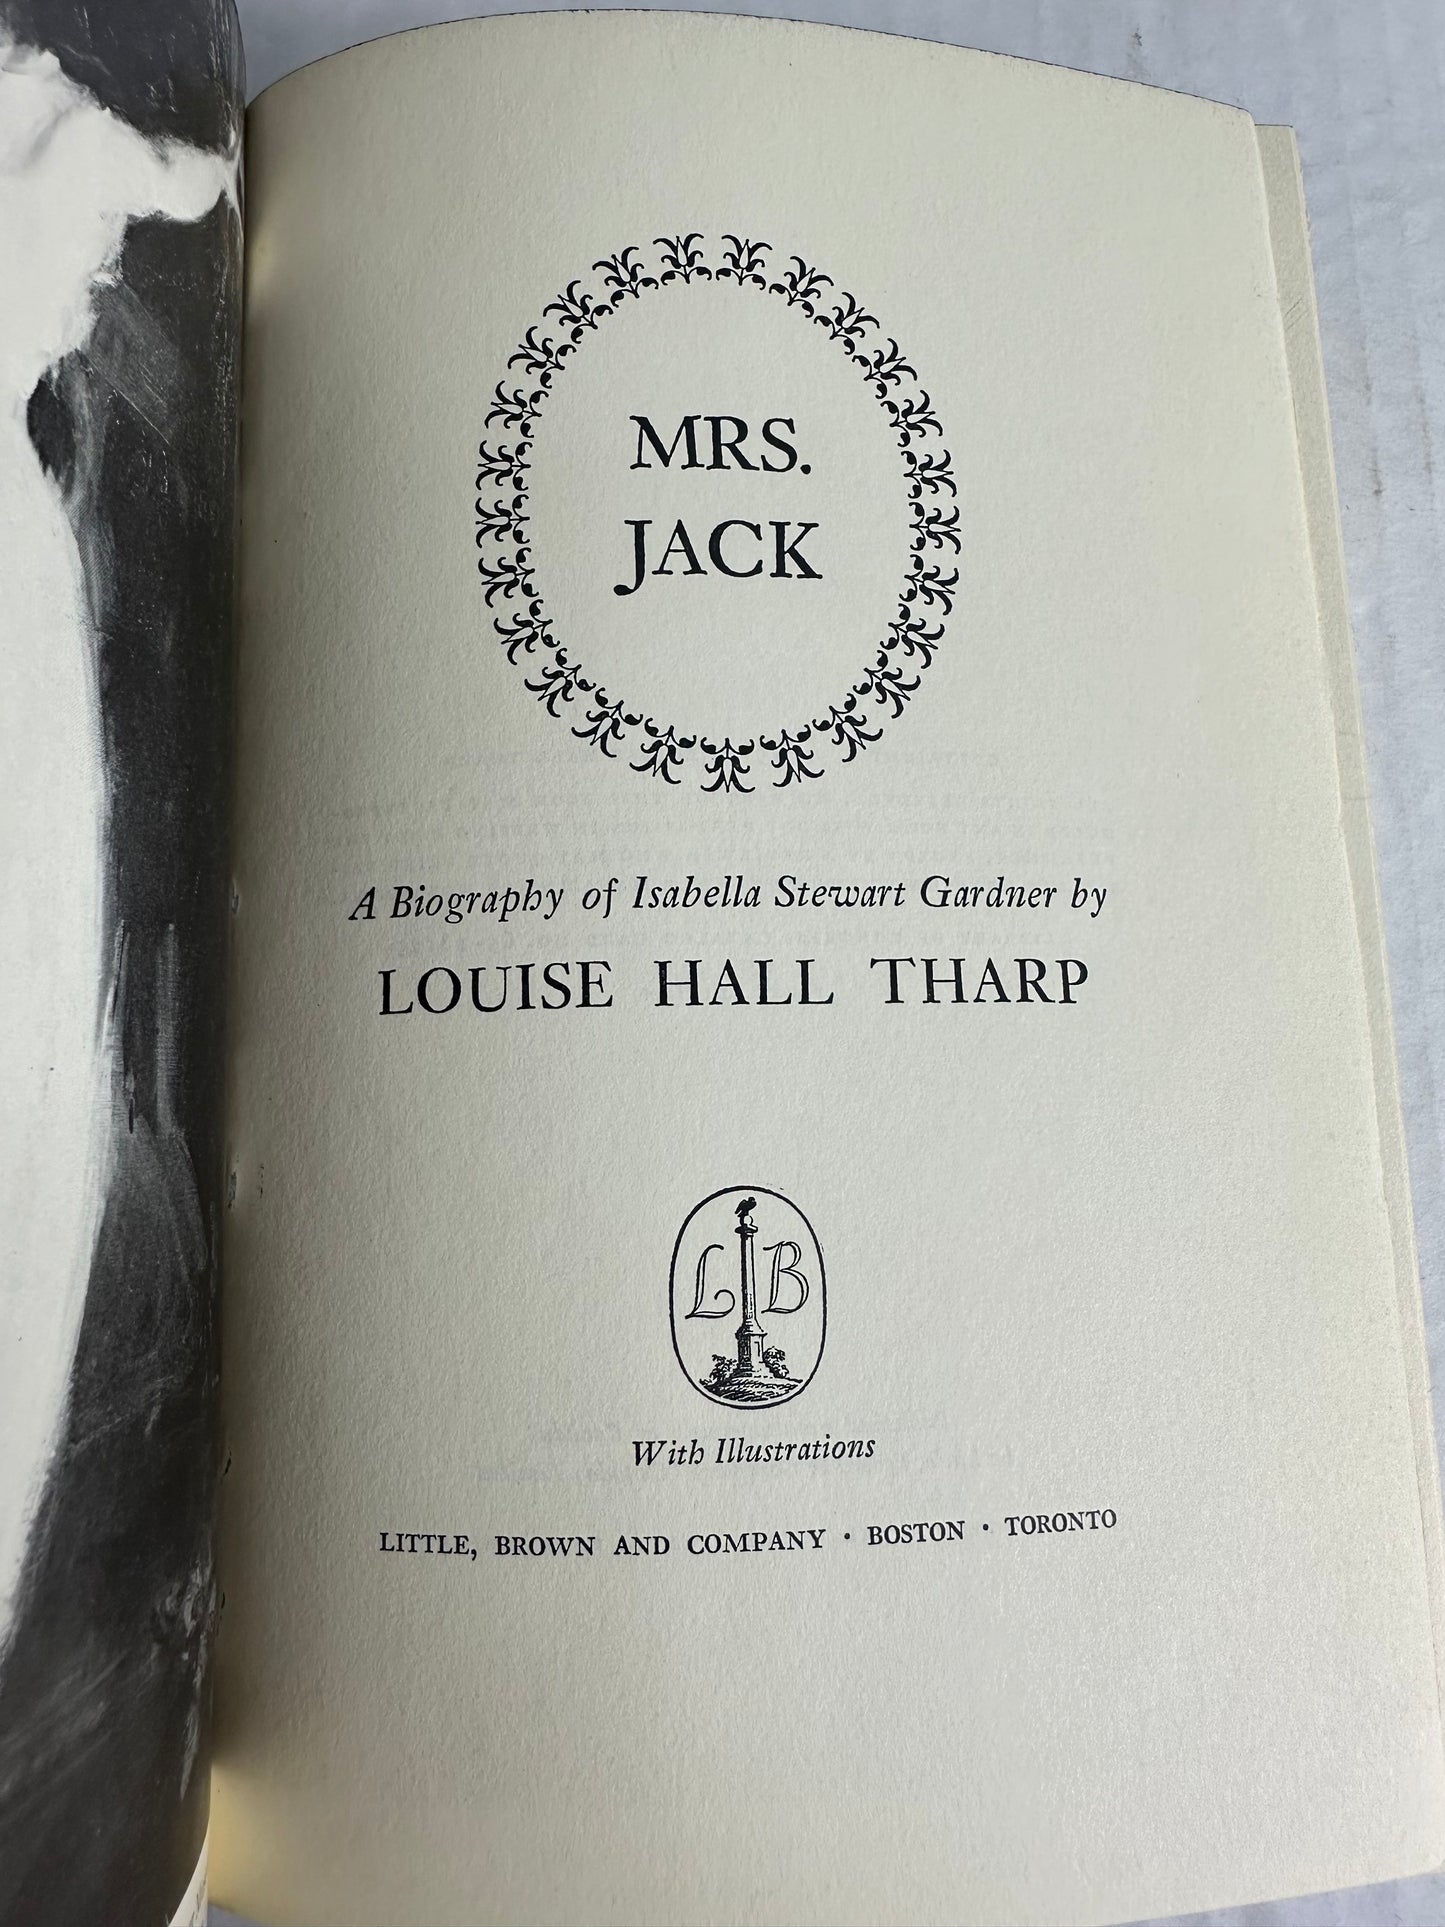 MRS.
JACK
A Biography of Isabella Stewart Gardner by
LOUISE HALL THARP
L B
With Illustrations
LITTLE, BROWN AND COMPANY • BOSTON • TORONTO